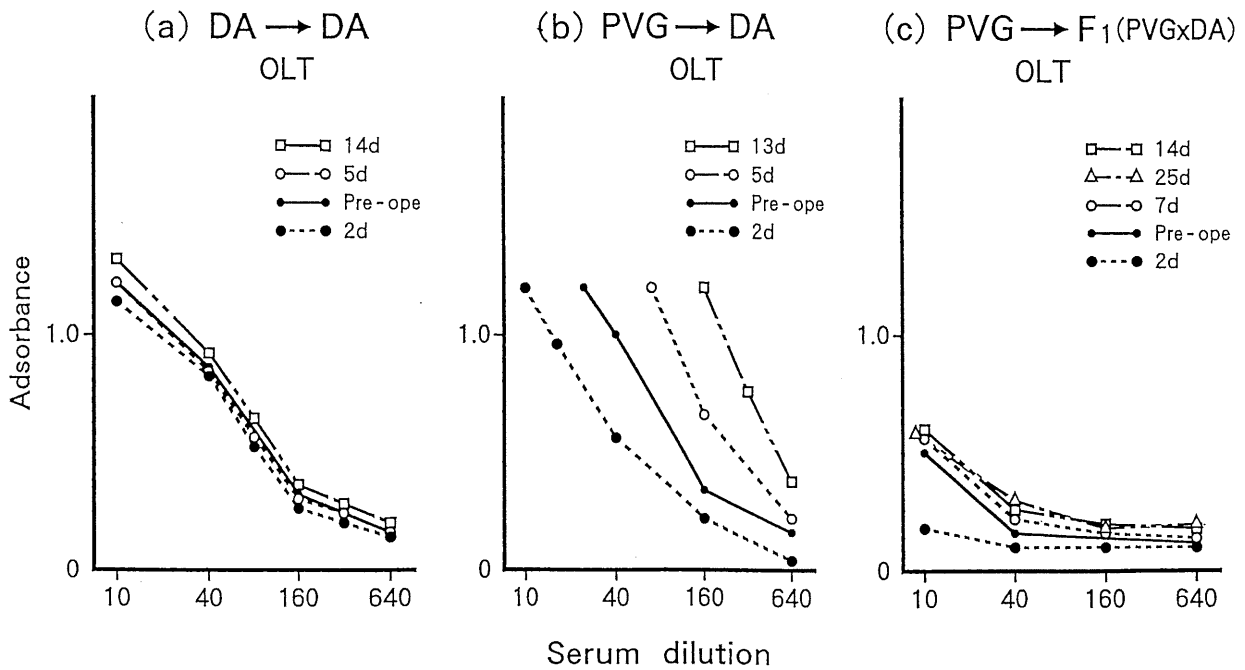 (a) DA → DA
OLT
14d
5d
Pre-ope
2d
Adsorbance
1.0
0
10 40 160 640
(b) PVG → DA
OLT
13d
5d
Pre-ope
2d
1.0
0
10 40 160 640
(c) PVG → F1(PVGxDA)
OLT
14d
25d
7d
Pre-ope
2d
1.0
0
10 40 160 640
Serum dilution